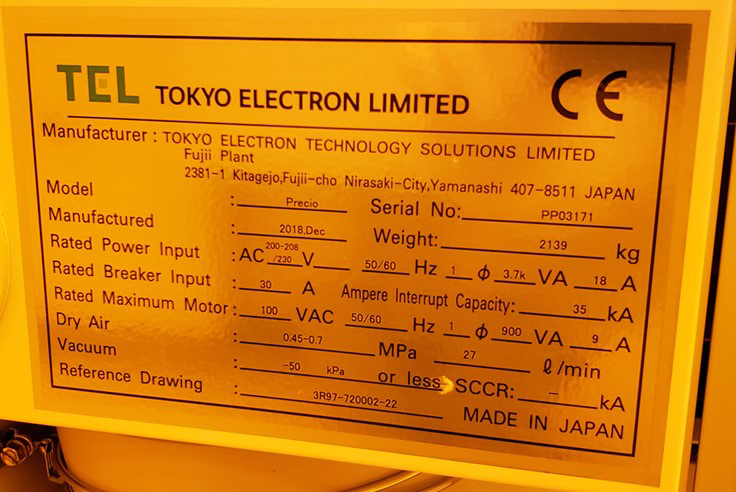 TEL TOKYO ELECTRON LIMITED CE
Manufacturer : TOKYO ELECTRON TECHNOLOGY SOLUTIONS LIMITED
Fujii Plant
2381-1 Kitagejo,Fujii-cho Nirasaki-City,Yamanashi 407-8511 JAPAN
Model : Precio Serial No: PP03171
Manufactured : 2018,Dec Weight: 2139 kg
Rated Power Input : AC 200-208/230 V 50/60 Hz 1 ϕ 3.7k VA 18 A
Rated Breaker Input : 30 A Ampere Interrupt Capacity: 35 kA
Rated Maximum Motor : 100 VAC 50/60 Hz 1 ϕ 900 VA 9 A
Dry Air : 0.45-0.7 MPa 27 ℓ/min
Vacuum : -50 kPa or less SCCR: - kA
Reference Drawing : 3R97-720002-22 MADE IN JAPAN